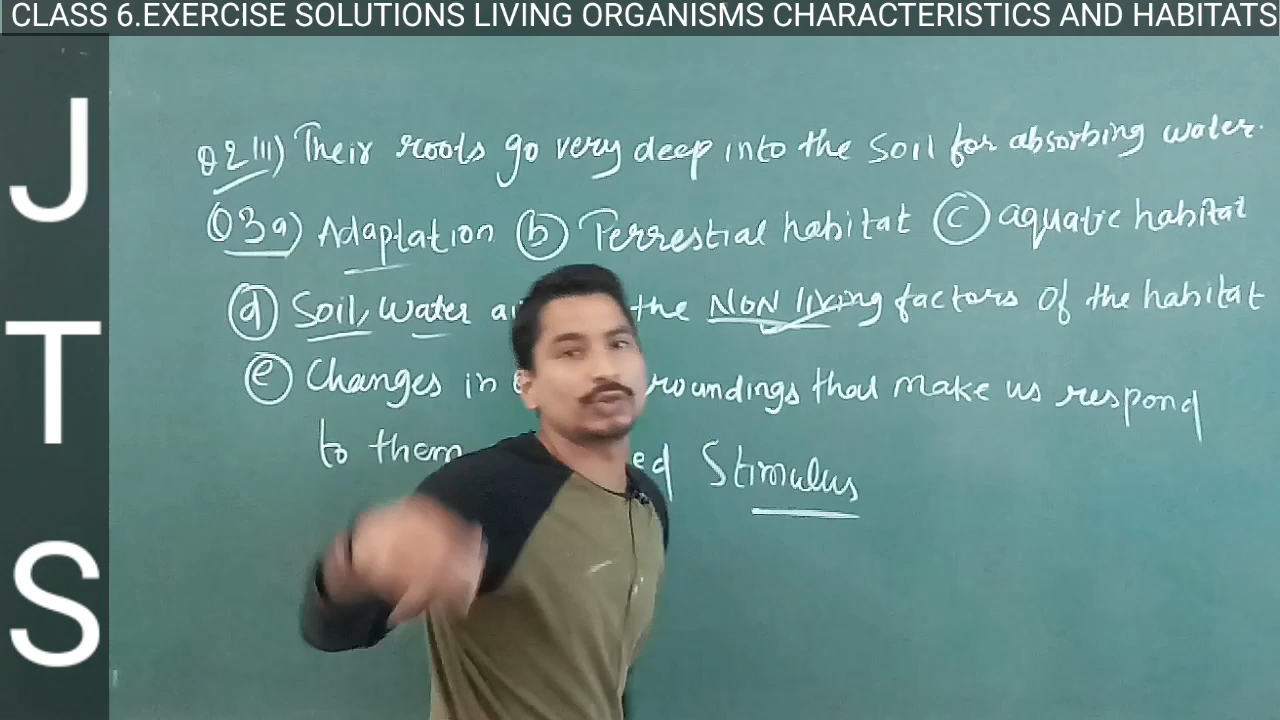 CLASS 6.EXERCISE SOLUTIONS LIVING ORGANISMS CHARACTERISTICS AND HABITATS
J
T
S
Q2 III) Their roots go very deep into the soil for absorbing water.
Q3 a) Adaptation (b) Terrestrial habitat (c) aquatic habitat
(d) Soil, Water the NON living factors of the habitat
(e) Changes in roundings that make us respond
to them ed Stimulus